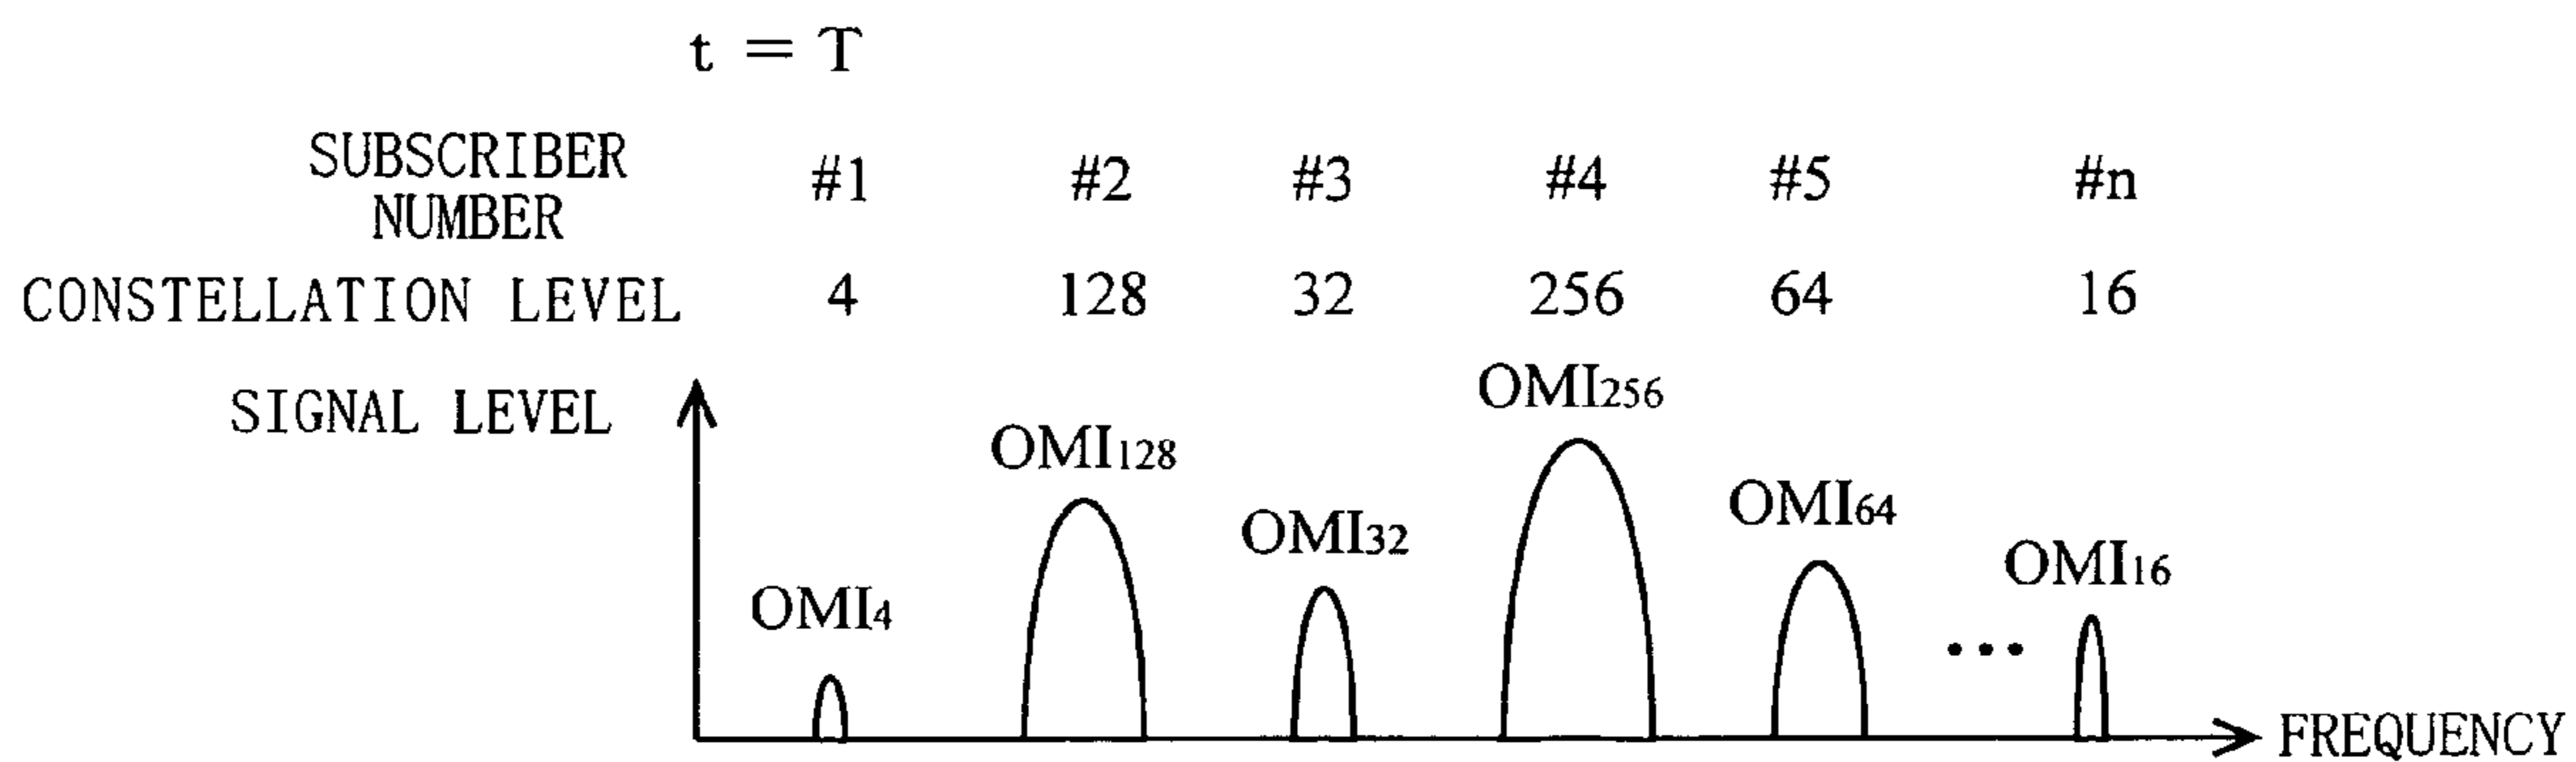 t = T
SUBSCRIBER NUMBER #1 #2 #3 #4 #5 #n
CONSTELLATION LEVEL 4 128 32 256 64 16
SIGNAL LEVEL
OMI256
OMI128
OMI64
OMI32
OMI16
OMI4
...
FREQUENCY